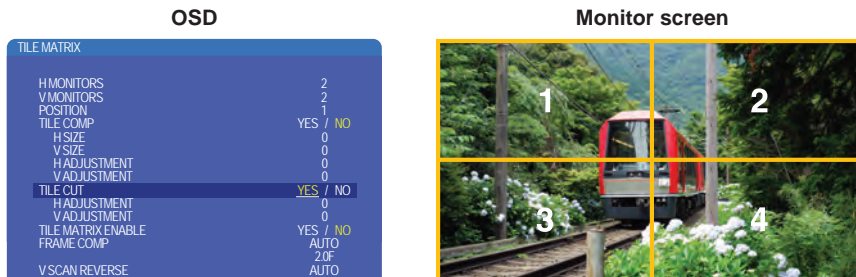 OSD
TILE MATRIX
H MONITORS 2
V MONITORS 2
POSITION 1
TILE COMP YES / NO
H SIZE 0
V SIZE 0
H ADJUSTMENT 0
V ADJUSTMENT 0
TILE CUT YES / NO
H ADJUSTMENT 0
V ADJUSTMENT 0
TILE MATRIX ENABLE YES / NO
FRAME COMP AUTO
2.0F
V SCAN REVERSE AUTO
Monitor screen
1 2
3 4